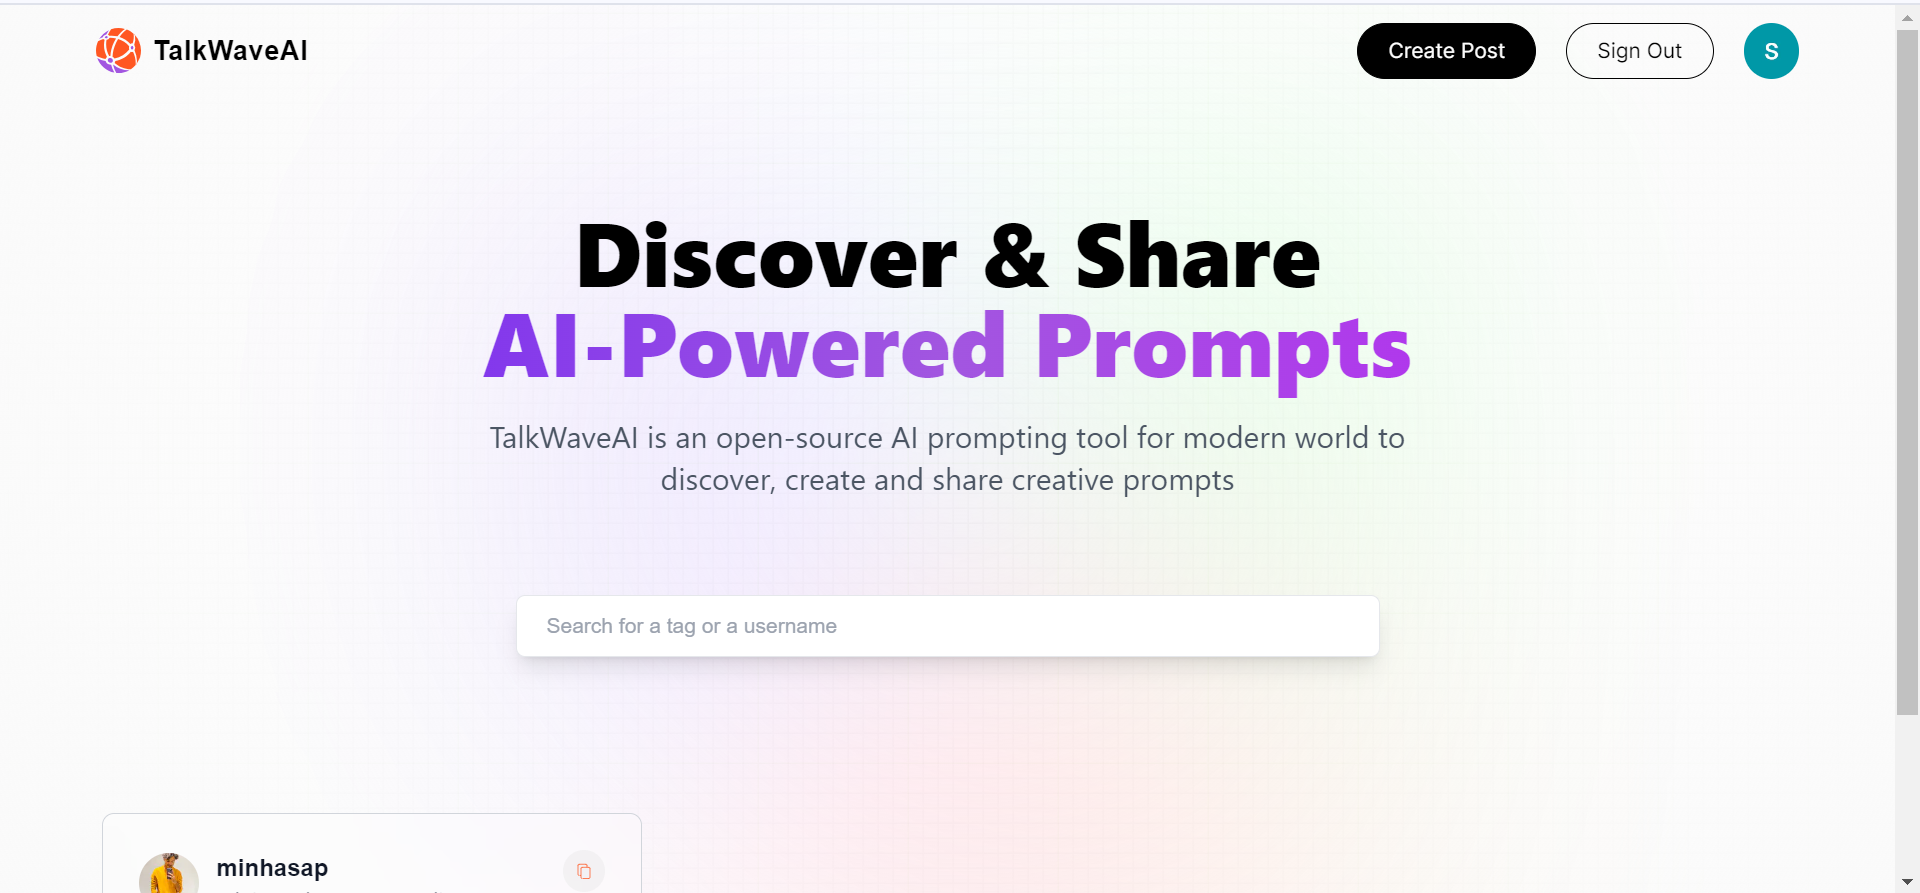 TalkWaveAI
Create Post
Sign Out
S
Discover & Share
AI-Powered Prompts
TalkWaveAI is an open-source AI prompting tool for modern world to
discover, create and share creative prompts
Search for a tag or a username
minhasap